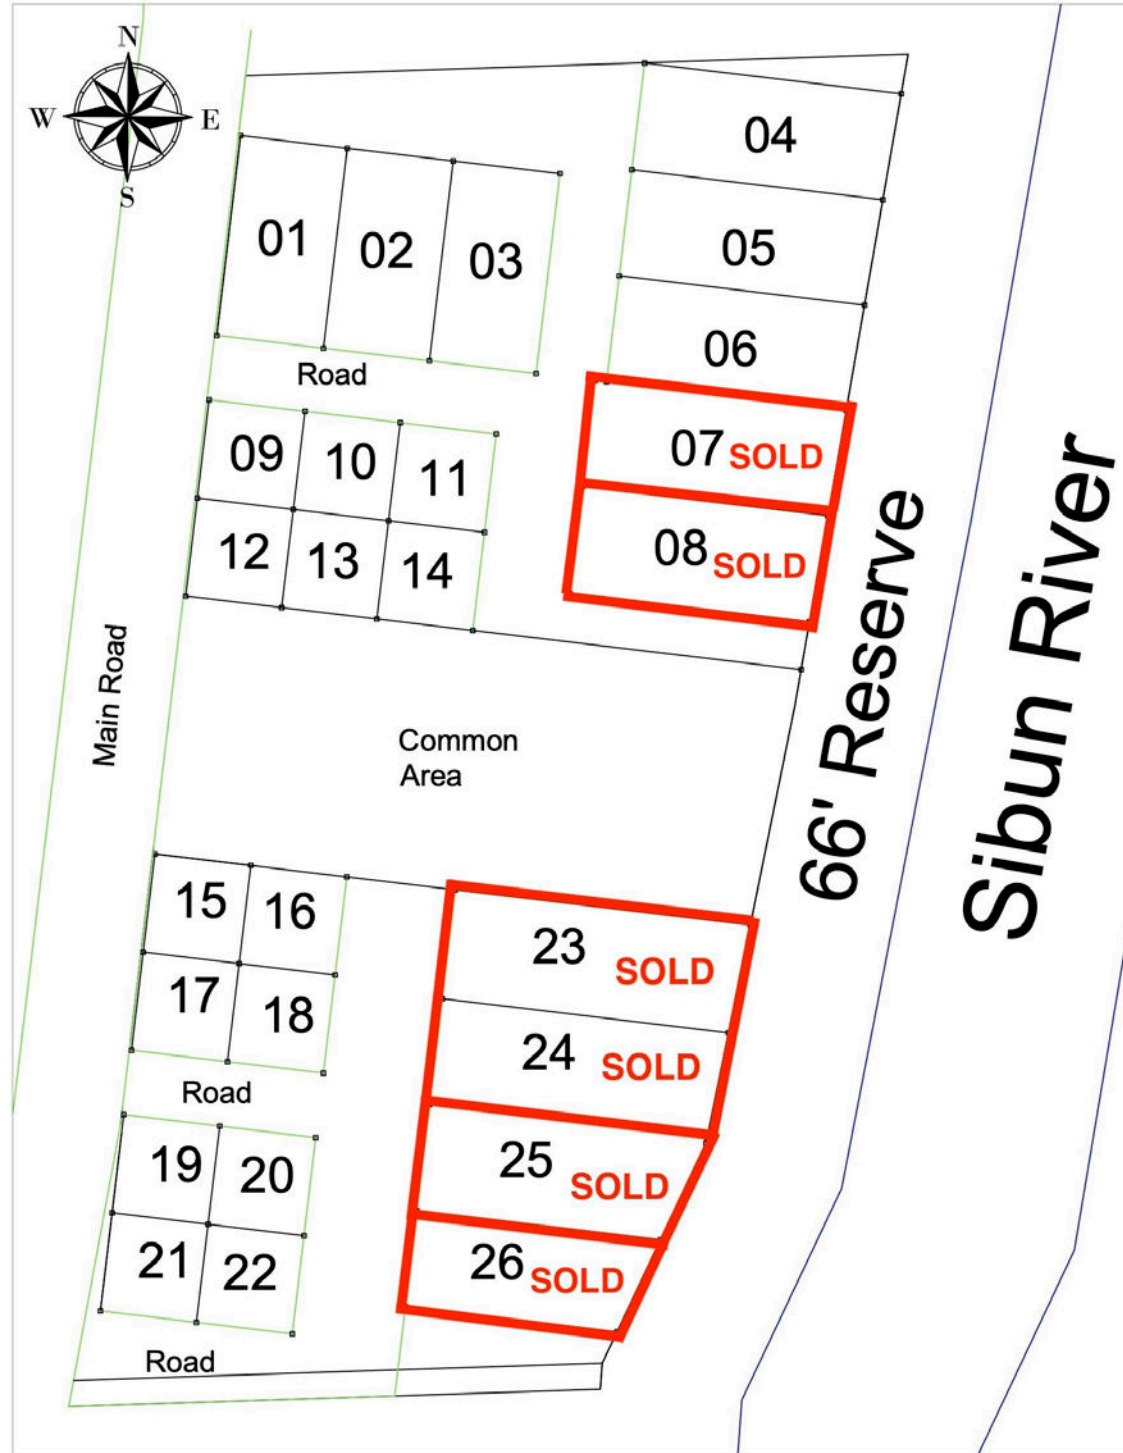 N
W E
S
04
01 02 03
05
06
Road
07 SOLD
09 10 11
08 SOLD
12 13 14
Main Road
Common
Area
66' Reserve
Sibun River
15 16
23 SOLD
17 18
24 SOLD
Road
25 SOLD
19 20
26 SOLD
21 22
Road